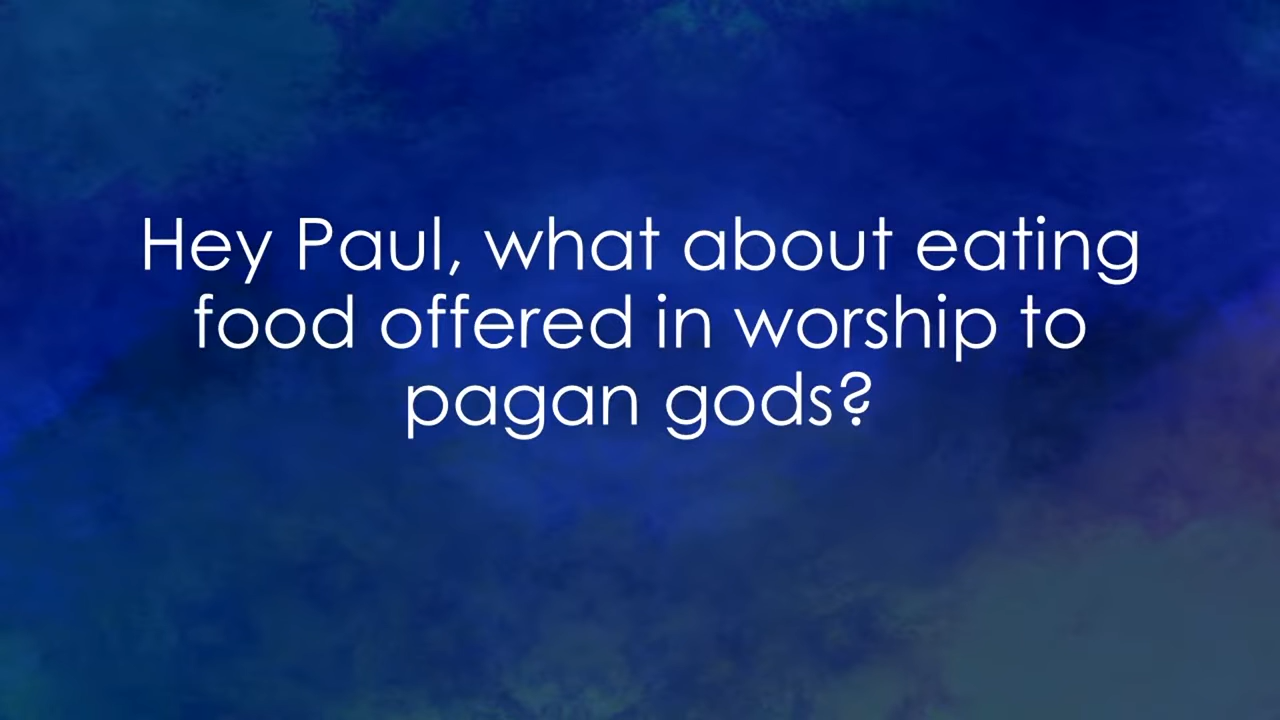 Hey Paul, what about eating
food offered in worship to
pagan gods?